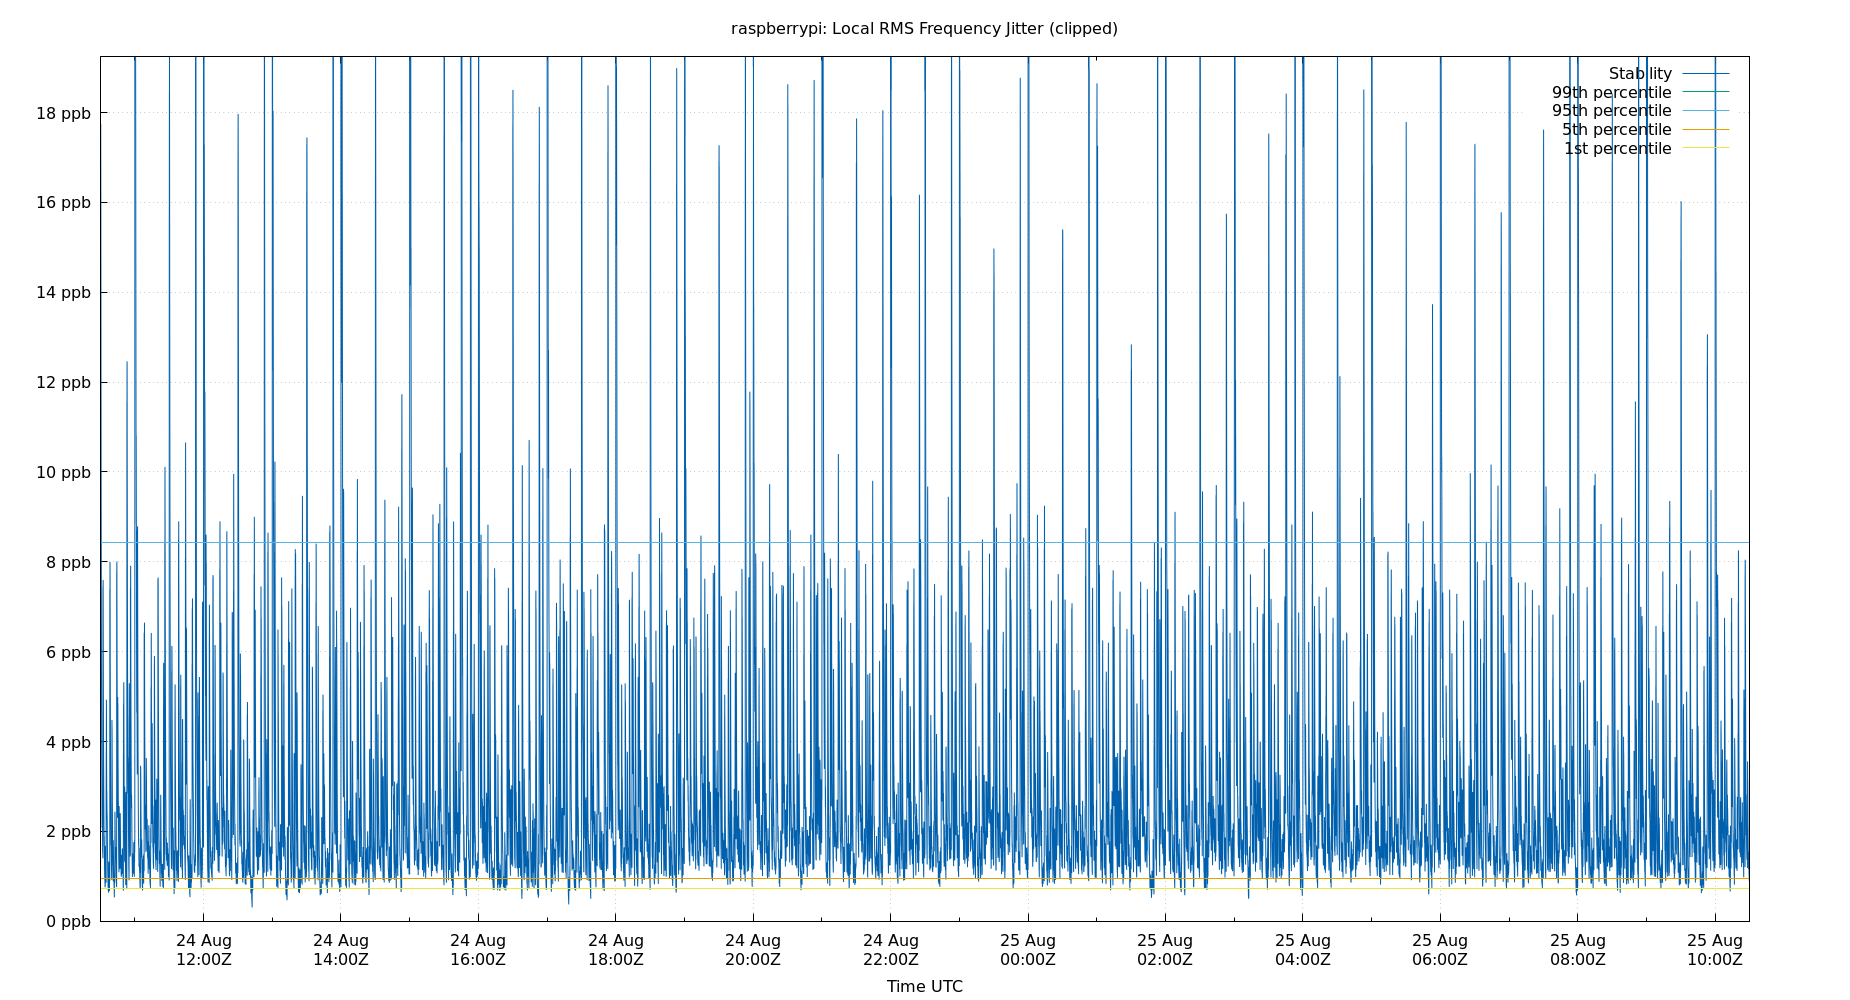 raspberrypi: Local RMS Frequency Jitter (clipped)
Stability
99th percentile
95th percentile
5th percentile
1st percentile
18 ppb
16 ppb
14 ppb
12 ppb
10 ppb
8 ppb
6 ppb
4 ppb
2 ppb
0 ppb
24 Aug 24 Aug 24 Aug 24 Aug 24 Aug 24 Aug 25 Aug 25 Aug 25 Aug 25 Aug 25 Aug 25 Aug
12:00Z 14:00Z 16:00Z 18:00Z 20:00Z 22:00Z 00:00Z 02:00Z 04:00Z 06:00Z 08:00Z 10:00Z
Time UTC